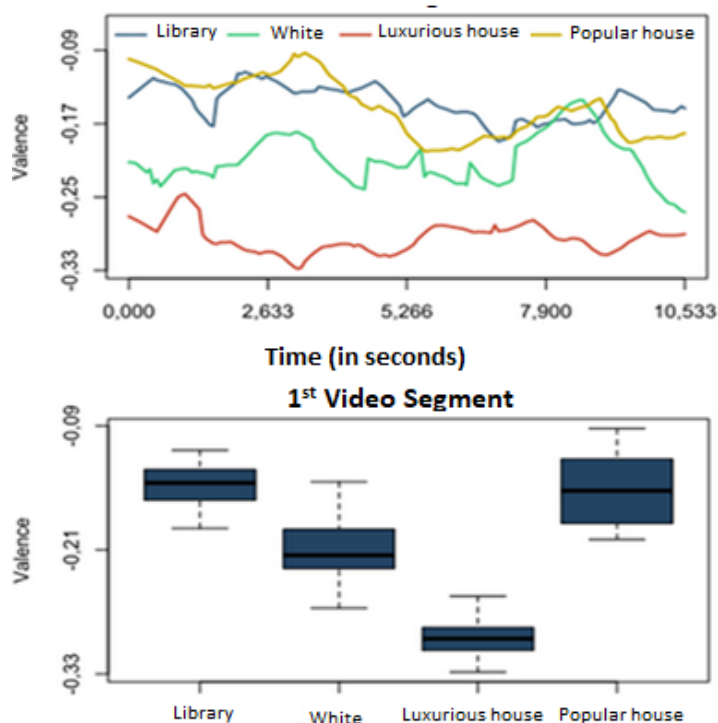 Library White Luxurious house Popular house
-0,09
-0,17
-0,25
-0,33
Valence
0,000 2,633 5,266 7,900 10,533
Time (in seconds)
1st Video Segment
-0,09
-0,21
-0,33
Valence
Library White Luxurious house Popular house